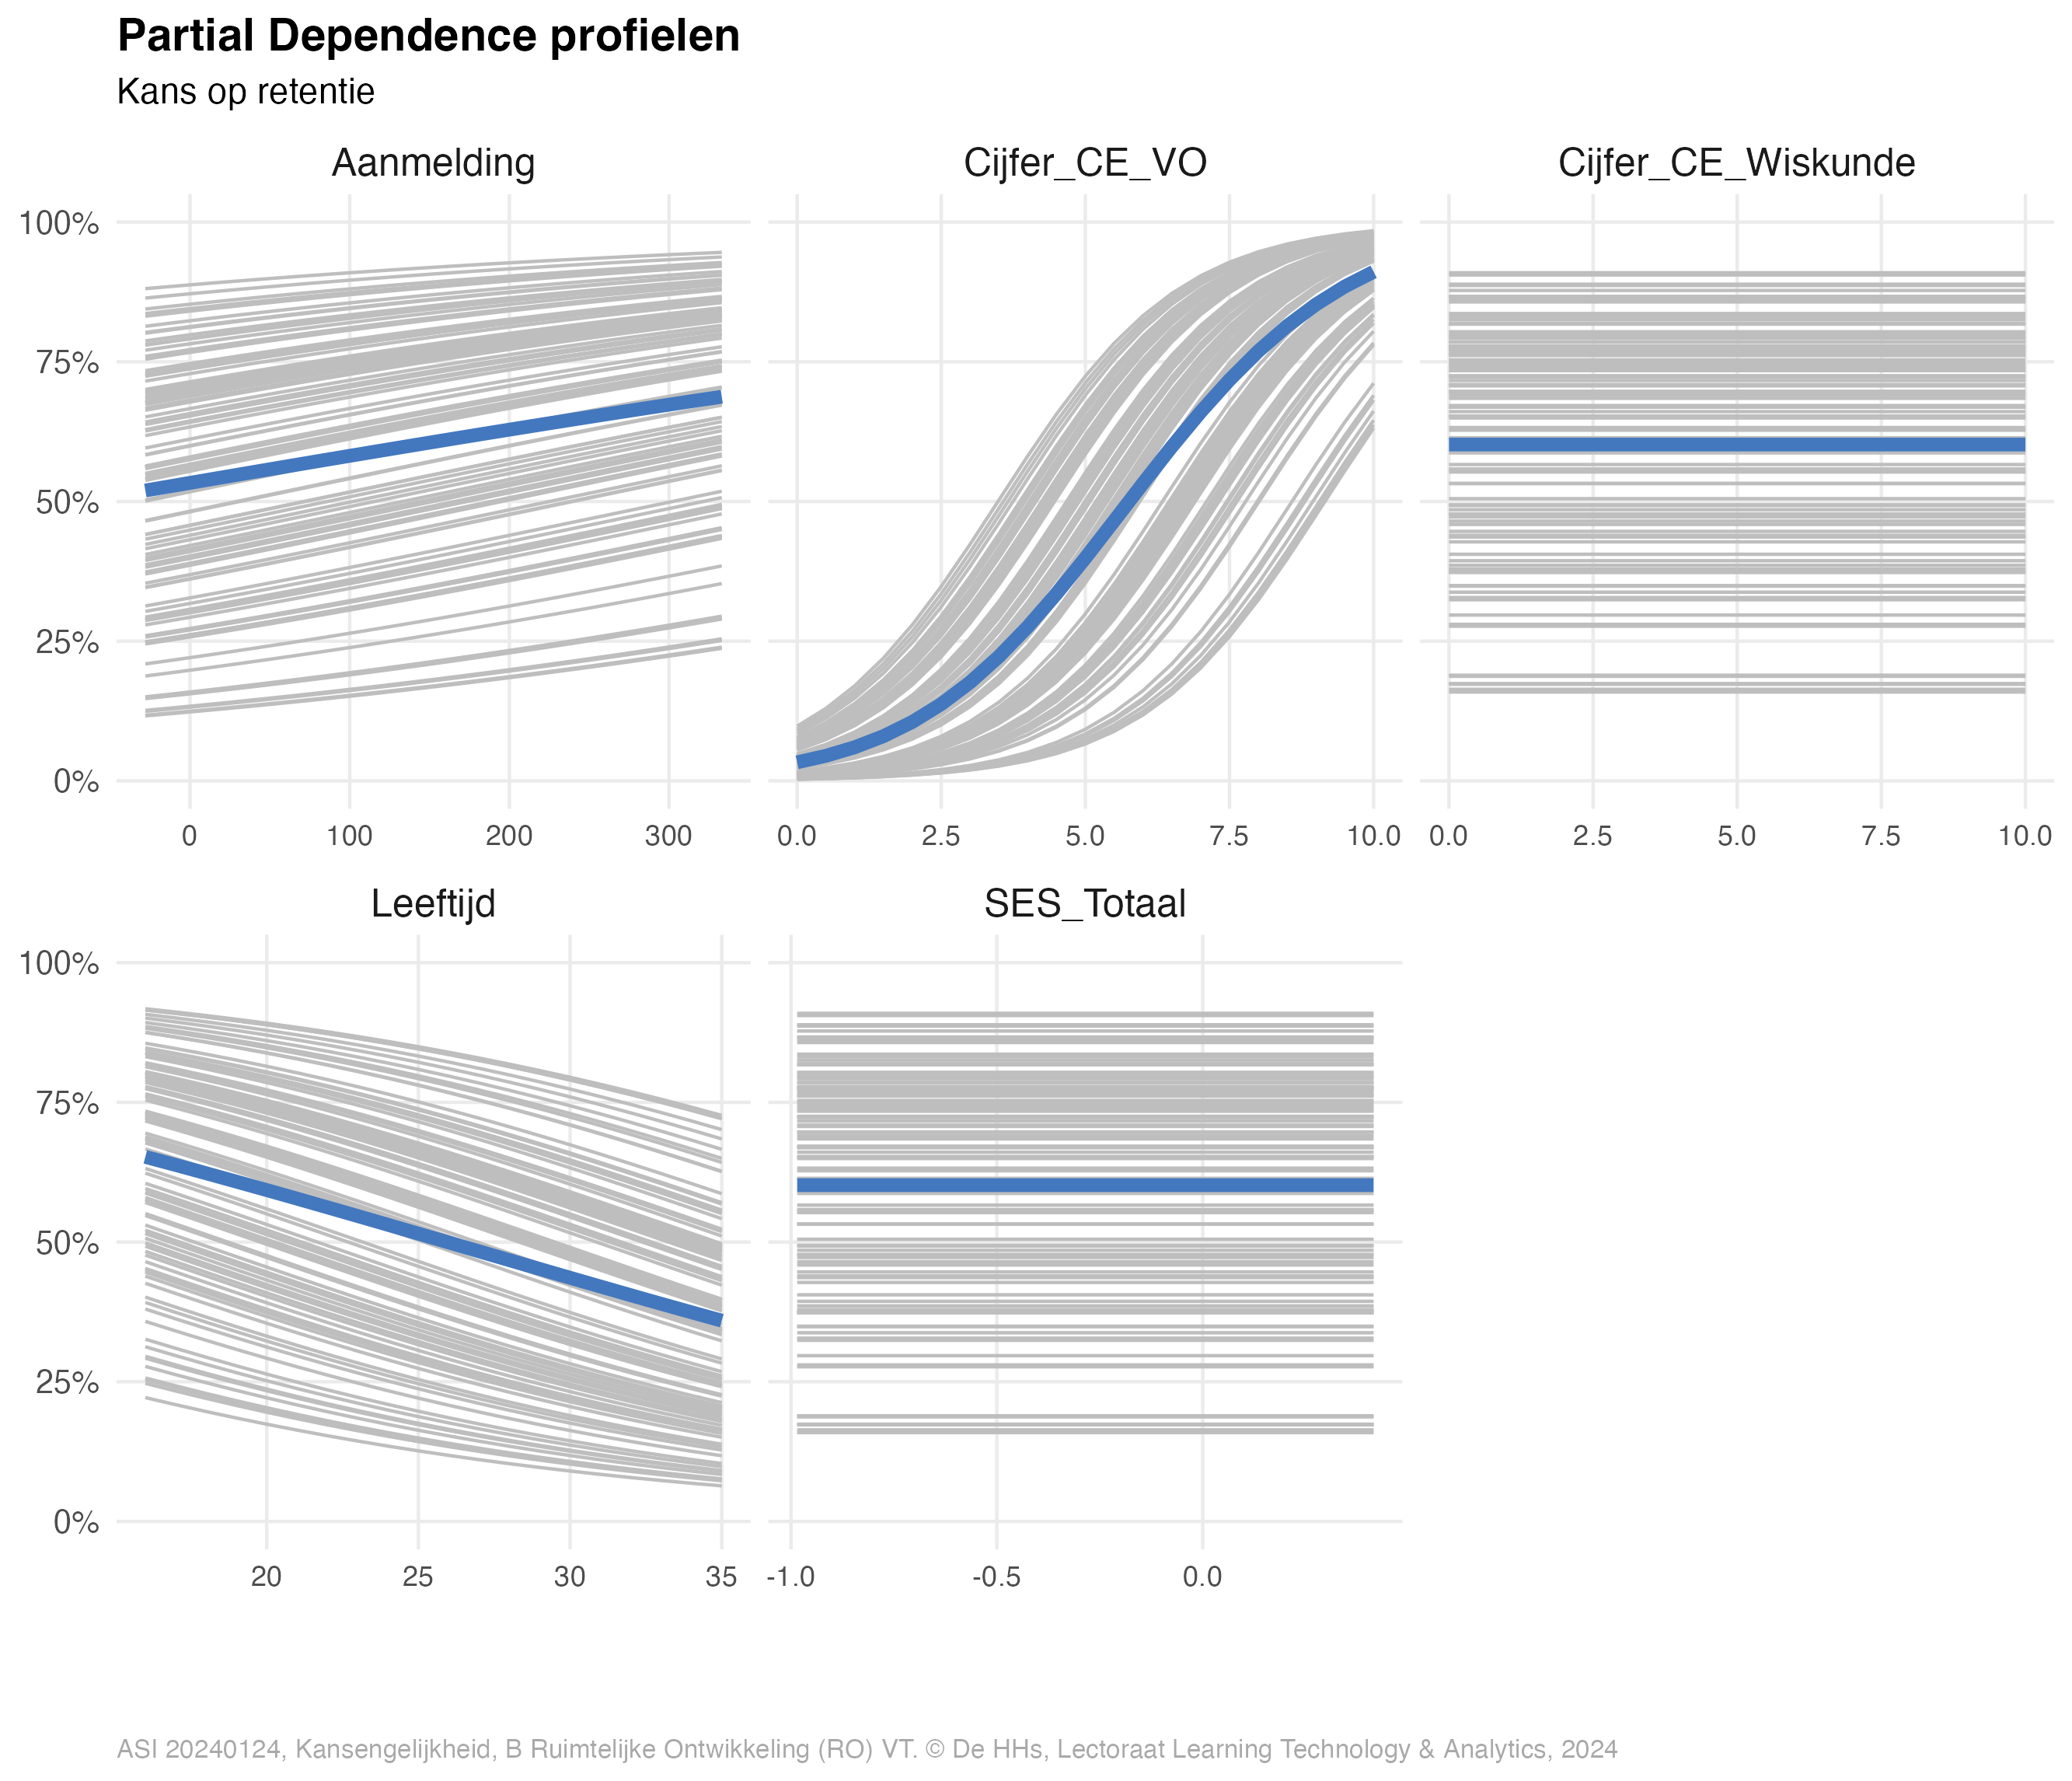 Partial Dependence profielen
Kans op retentie
Aanmelding
Cijfer_CE_VO
Cijfer_CE_Wiskunde
100%
75%
50%
25%
0%
0 100 200 300
0.0 2.5 5.0 7.5 10.0
0.0 2.5 5.0 7.5 10.0
Leeftijd
SES_Totaal
100%
75%
50%
25%
0%
20 25 30 35
-1.0 -0.5 0.0
ASI 20240124, Kansengelijkheid, B Ruimtelijke Ontwikkeling (RO) VT. © De HHs, Lectoraat Learning Technology & Analytics, 2024